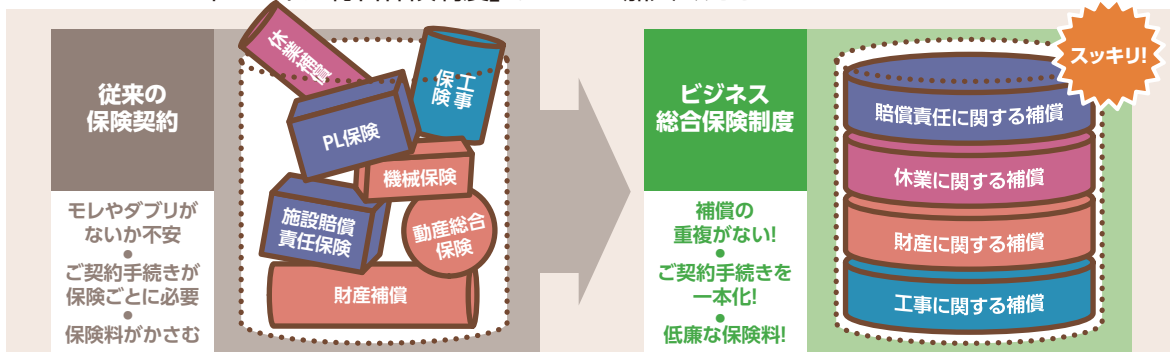 従来の
保険契約
モレやダブリが
ないか不安
●
ご契約手続きが
保険ごとに必要
●
保険料がかさむ
休業補償
工事
保険
PL保険
機械保険
施設賠償
責任保険
動産総合
保険
財産補償
ビジネス
総合保険制度
補償の
重複がない!
●
ご契約手続きを
一本化!
●
低廉な保険料!
スッキリ!
賠償責任に関する補償
休業に関する補償
財産に関する補償
工事に関する補償